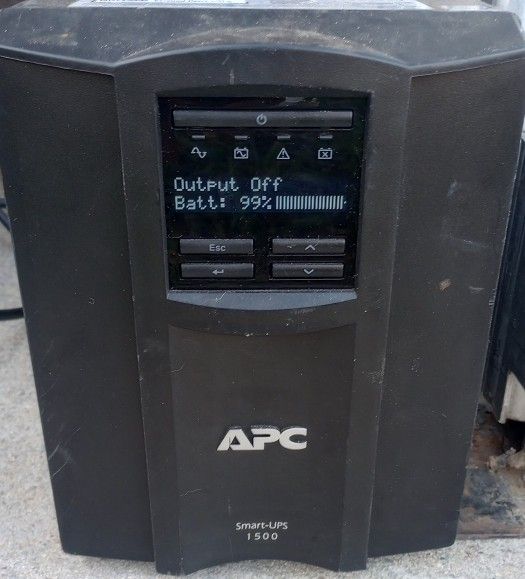 Output Off
Batt: 99%
Esc
APC
Smart-UPS
1500